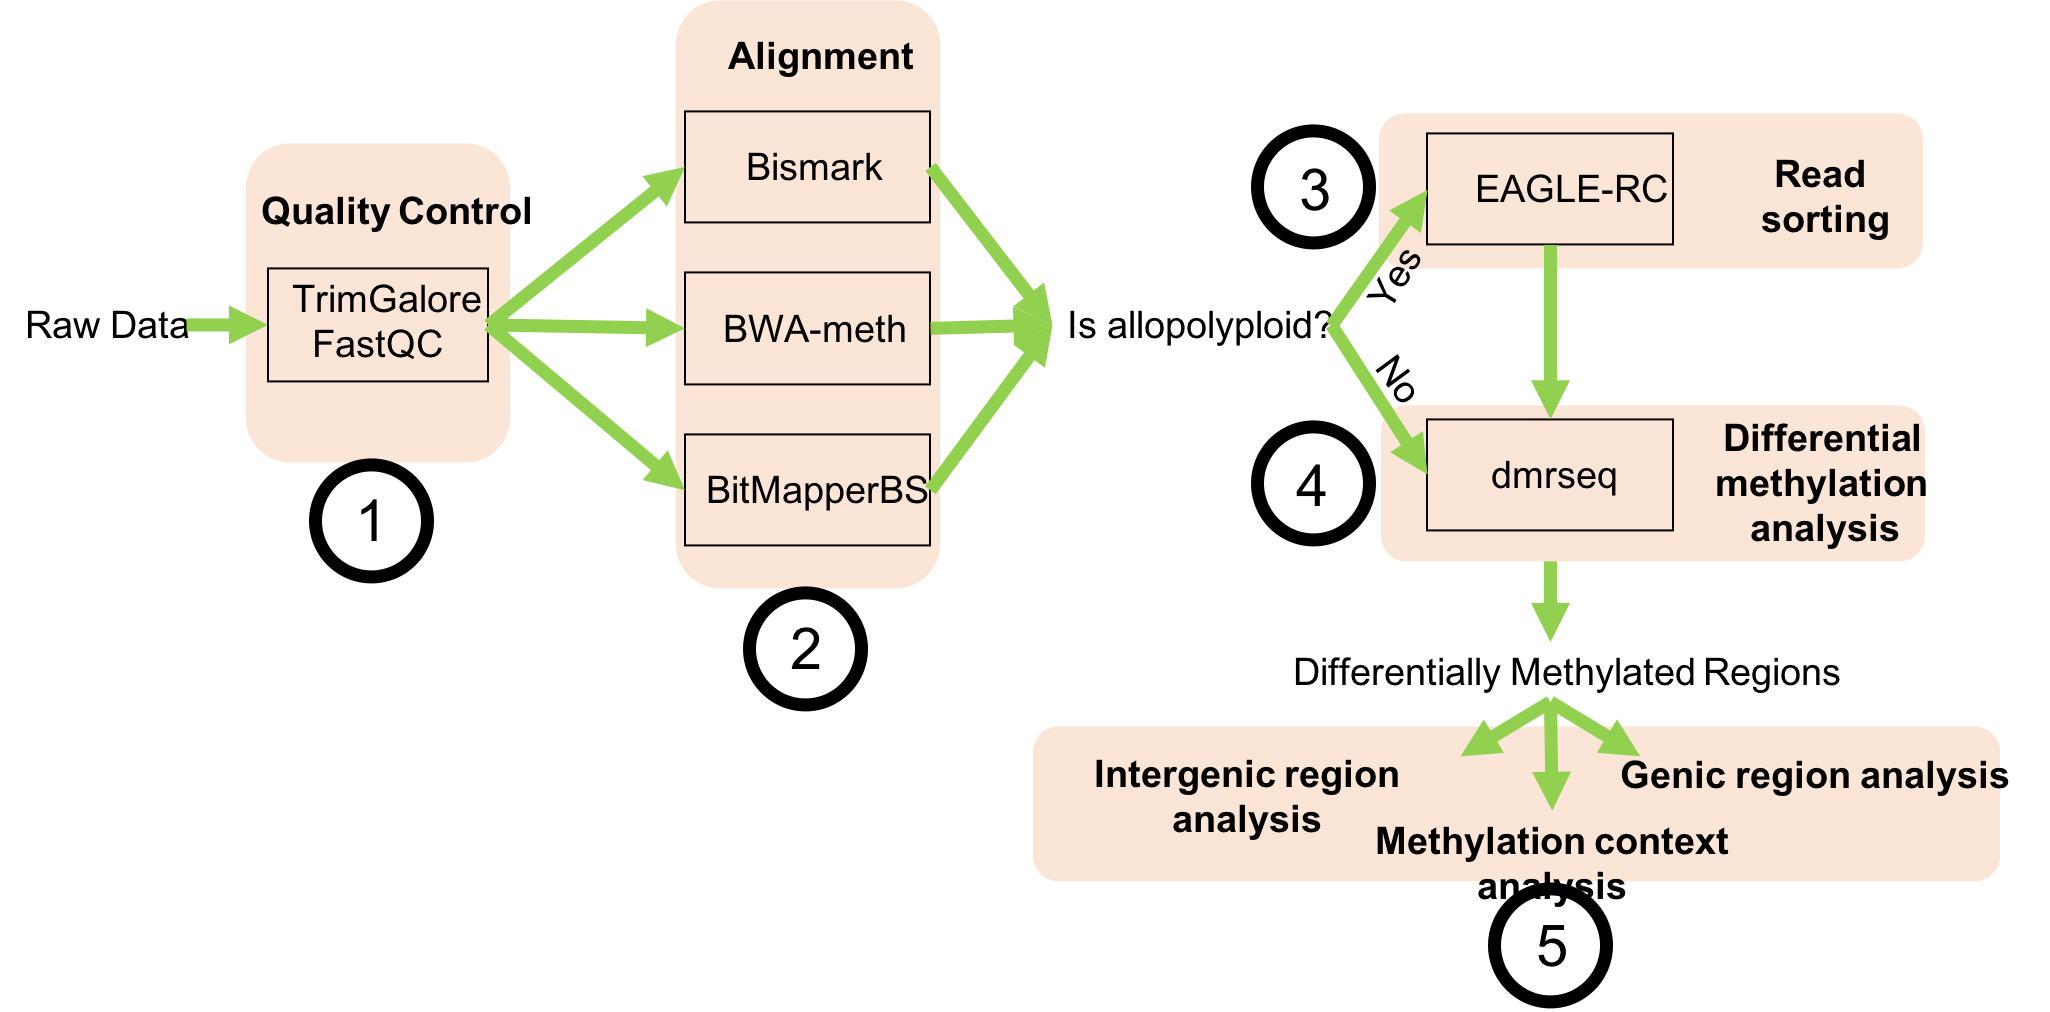 Raw Data
Quality Control
TrimGalore
FastQC
1
Alignment
Bismark
BWA-meth
BitMapperBS
2
Is allopolyploid?
Yes
No
3
EAGLE-RC
Read
sorting
4
dmrseq
Differential
methylation
analysis
Differentially Methylated Regions
Intergenic region
analysis
Methylation context
analysis
Genic region analysis
5